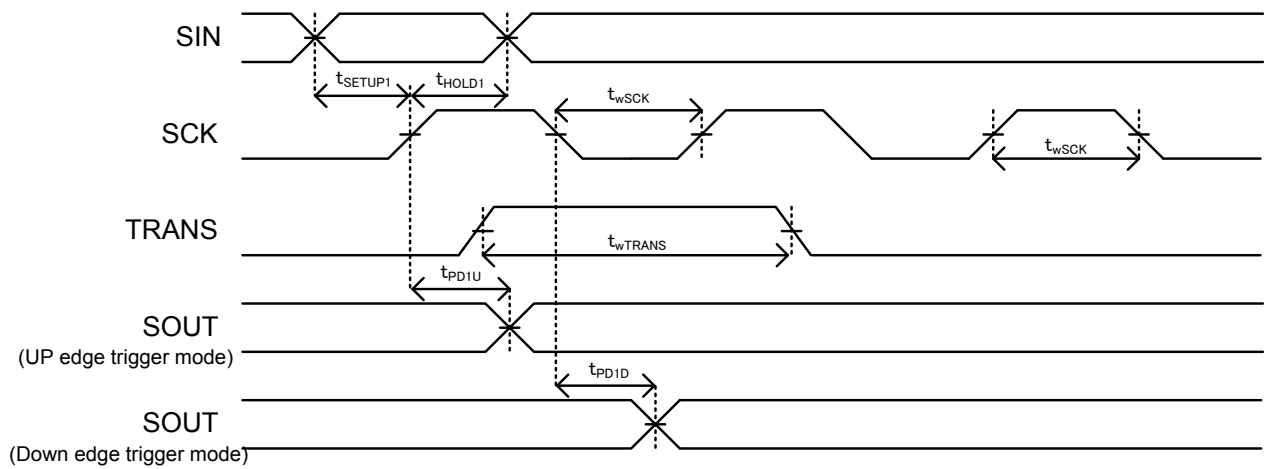 SIN
tSETUP1
tHOLD1
twSCK
SCK
twSCK
TRANS
twTRANS
tPD1U
SOUT
(UP edge trigger mode)
tPD1D
SOUT
(Down edge trigger mode)